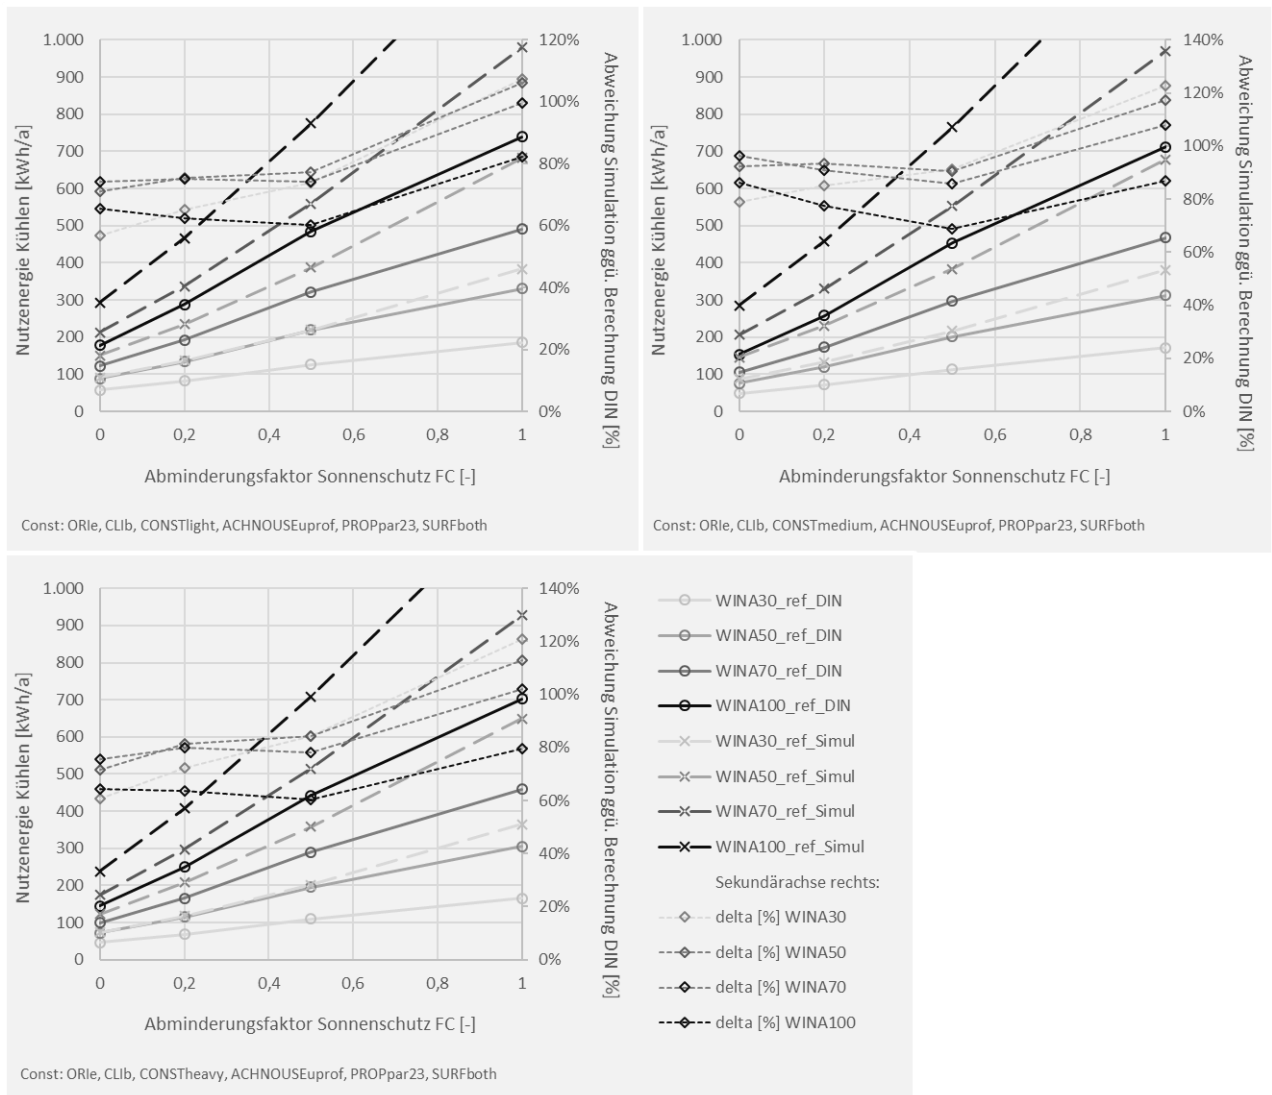 1.000
900
800
700
600
500
400
300
200
100
0
Nutzenergie Kühlen [kWh/a]
120%
100%
80%
60%
40%
20%
0%
Abweichung Simulation ggü. Berechnung DIN [%]
0 0,2 0,4 0,6 0,8 1
Abminderungsfaktor Sonnenschutz FC [-]
Const: ORIe, CLIb, CONSTlight, ACHNOUSEuprof, PROPpar23, SURFboth
1.000
900
800
700
600
500
400
300
200
100
0
Nutzenergie Kühlen [kWh/a]
140%
120%
100%
80%
60%
40%
20%
0%
Abweichung Simulation ggü. Berechnung DIN [%]
0 0,2 0,4 0,6 0,8 1
Abminderungsfaktor Sonnenschutz FC [-]
Const: ORIe, CLIb, CONSTmedium, ACHNOUSEuprof, PROPpar23, SURFboth
1.000
900
800
700
600
500
400
300
200
100
0
Nutzenergie Kühlen [kWh/a]
140%
120%
100%
80%
60%
40%
20%
0%
Abweichung Simulation ggü. Berechnung DIN [%]
0 0,2 0,4 0,6 0,8 1
Abminderungsfaktor Sonnenschutz FC [-]
Const: ORIe, CLIb, CONSTheavy, ACHNOUSEuprof, PROPpar23, SURFboth
WINA30_ref_DIN
WINA50_ref_DIN
WINA70_ref_DIN
WINA100_ref_DIN
WINA30_ref_Simul
WINA50_ref_Simul
WINA70_ref_Simul
WINA100_ref_Simul
Sekundärachse rechts:
delta [%] WINA30
delta [%] WINA50
delta [%] WINA70
delta [%] WINA100